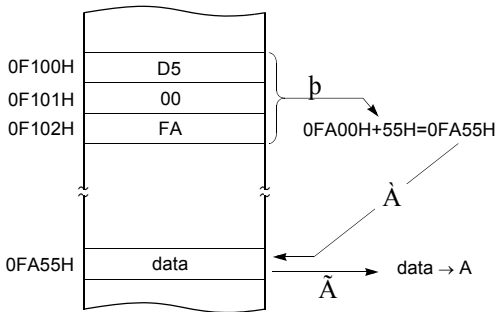 0F100H D5
0F101H 00
þ
0F102H FA
0FA00H+55H=0FA55H
À
0FA55H data
data → A
Ã